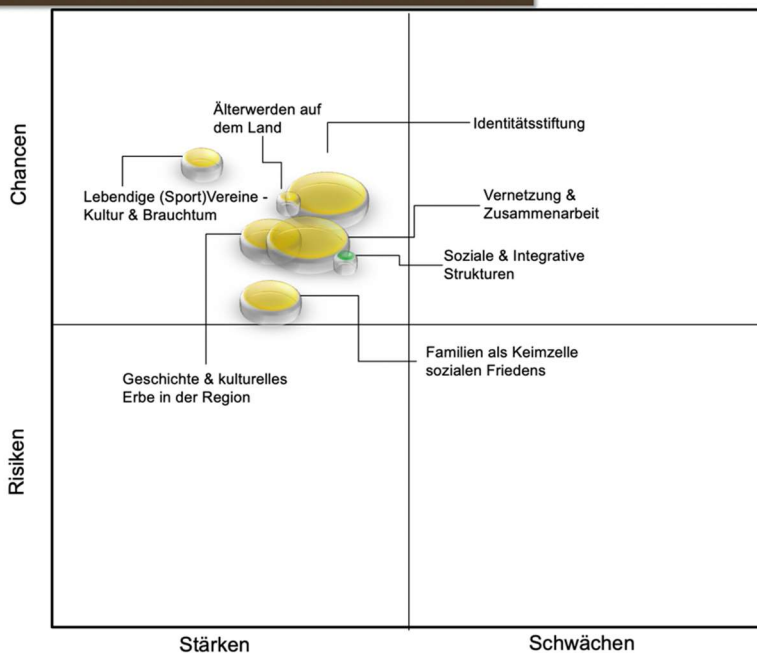 Älterwerden auf
dem Land
Identitätsstiftung
Lebendige (Sport)Vereine -
Kultur & Brauchtum
Vernetzung &
Zusammenarbeit
Soziale & Integrative
Strukturen
Familien als Keimzelle
sozialen Friedens
Geschichte & kulturelles
Erbe in der Region
Chancen
Risiken
Stärken
Schwächen